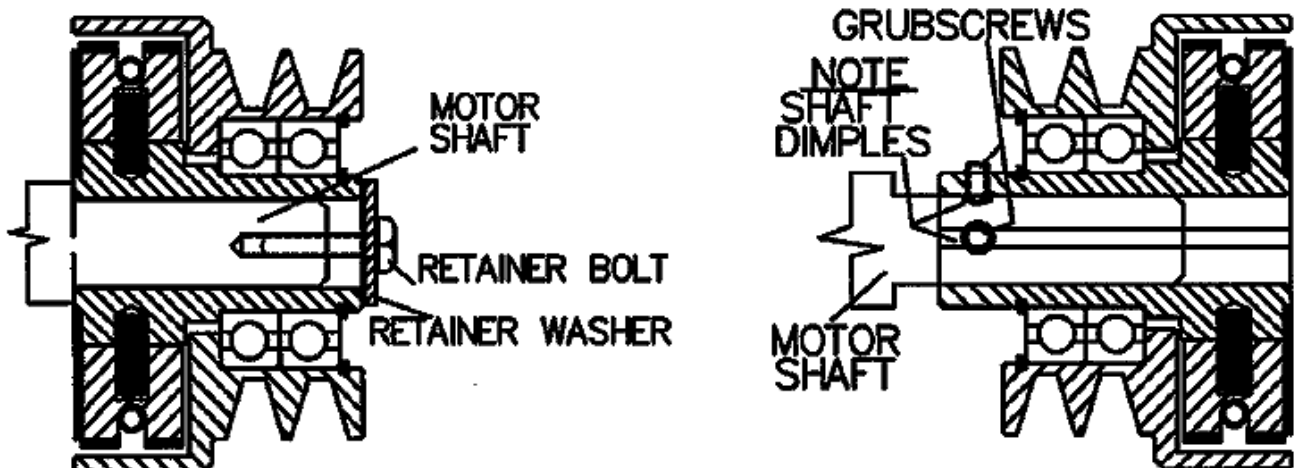 MOTOR
SHAFT
RETAINER BOLT
RETAINER WASHER
GRUBSCREWS
NOTE
SHAFT
DIMPLES
MOTOR
SHAFT